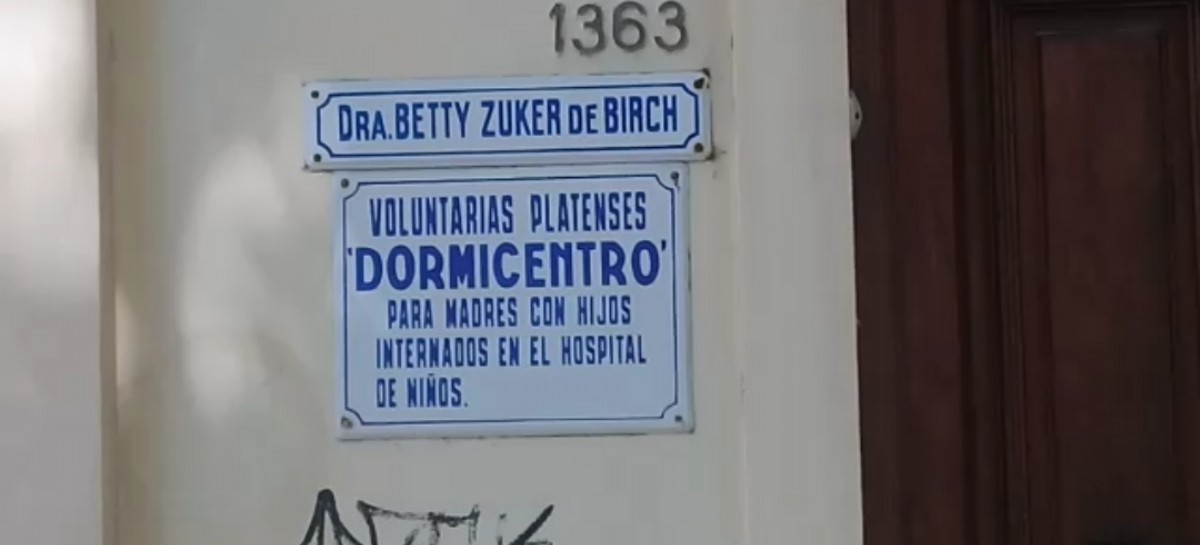 1363
DRA. BETTY ZUKER DE BIRCH
VOLUNTARIAS PLATENSES
'DORMICENTRO'
PARA MADRES CON HIJOS
INTERNADOS EN EL HOSPITAL
DE NIÑOS.